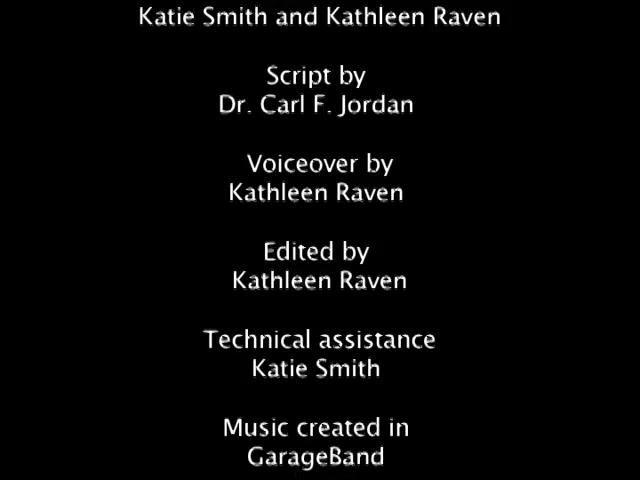 Katie Smith and Kathleen Raven
Script by
Dr. Carl F. Jordan
Voiceover by
Kathleen Raven
Edited by
Kathleen Raven
Technical assistance
Katie Smith
Music created in
GarageBand